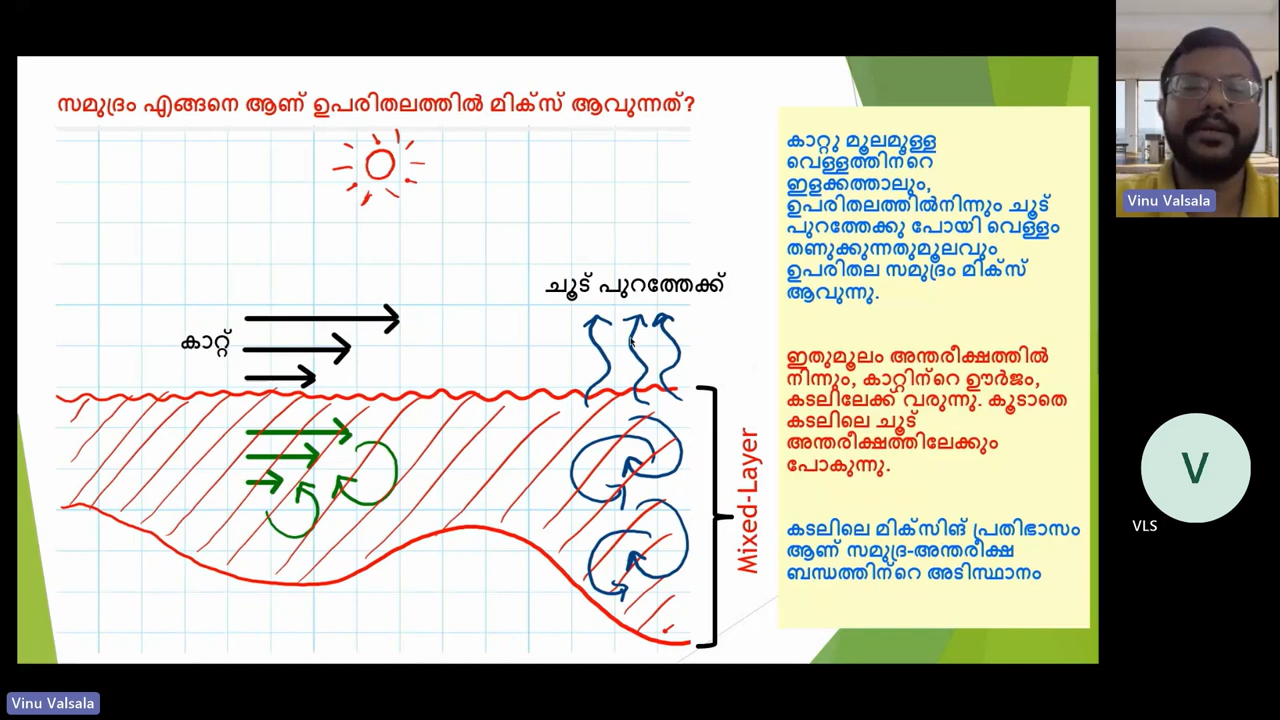 സമുദ്രം എങ്ങനെ ആണ് ഉപരിതലത്തിൽ മിക്സ് ആവുന്നത്?
കാറ്റ്
ചൂട് പുറത്തേക്ക്
Mixed-Layer
കാറ്റു മൂലമുള്ള
വെള്ളത്തിന്റെ
ഇളക്കത്താലും,
ഉപരിതലത്തിൽനിന്നും ചൂട്
പുറത്തേക്കു പോയി വെള്ളം
തണുക്കുന്നതുമൂലവും
ഉപരിതല സമുദ്രം മിക്സ്
ആവുന്നു.
ഇതുമൂലം അന്തരീക്ഷത്തിൽ
നിന്നും, കാറ്റിന്റെ ഊർജം,
കടലിലേക്ക് വരുന്നു. കൂടാതെ
കടലിലെ ചൂട്
അന്തരീക്ഷത്തിലേക്കും
പോകുന്നു.
കടലിലെ മിക്സിങ് പ്രതിഭാസം
ആണ് സമുദ്ര-അന്തരീക്ഷ
ബന്ധത്തിന്റെ അടിസ്ഥാനം
Vinu Valsala
V
VLS
Vinu Valsala